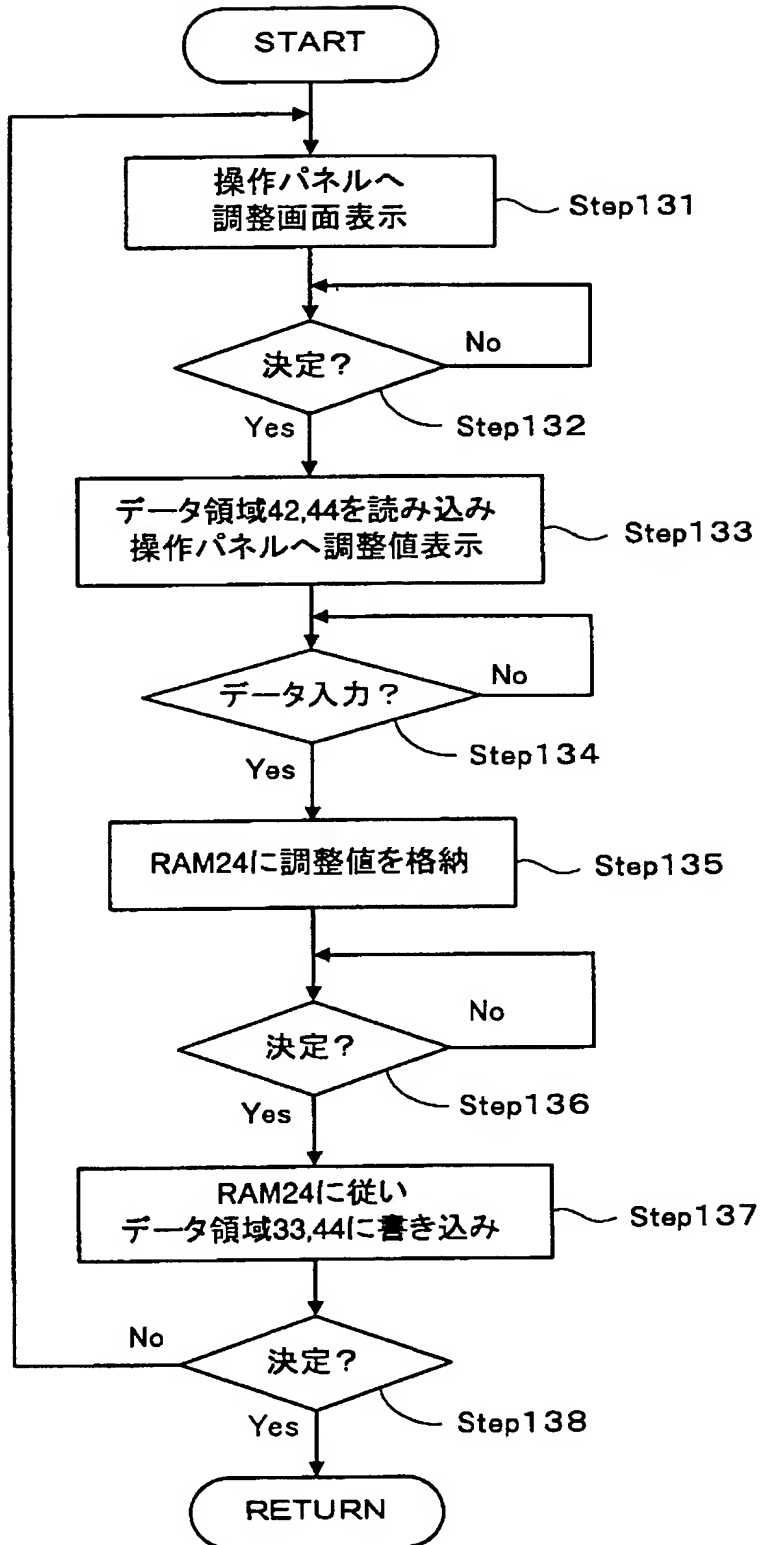 START
操作パネルへ
調整画面表示
Step131
決定?
No
Yes
Step132
データ領域42,44を読み込み
操作パネルへ調整値表示
Step133
データ入力?
No
Yes
Step134
RAM24に調整値を格納
Step135
決定?
No
Yes
Step136
RAM24に従い
データ領域33,44に書き込み
Step137
No
決定?
Yes
Step138
RETURN